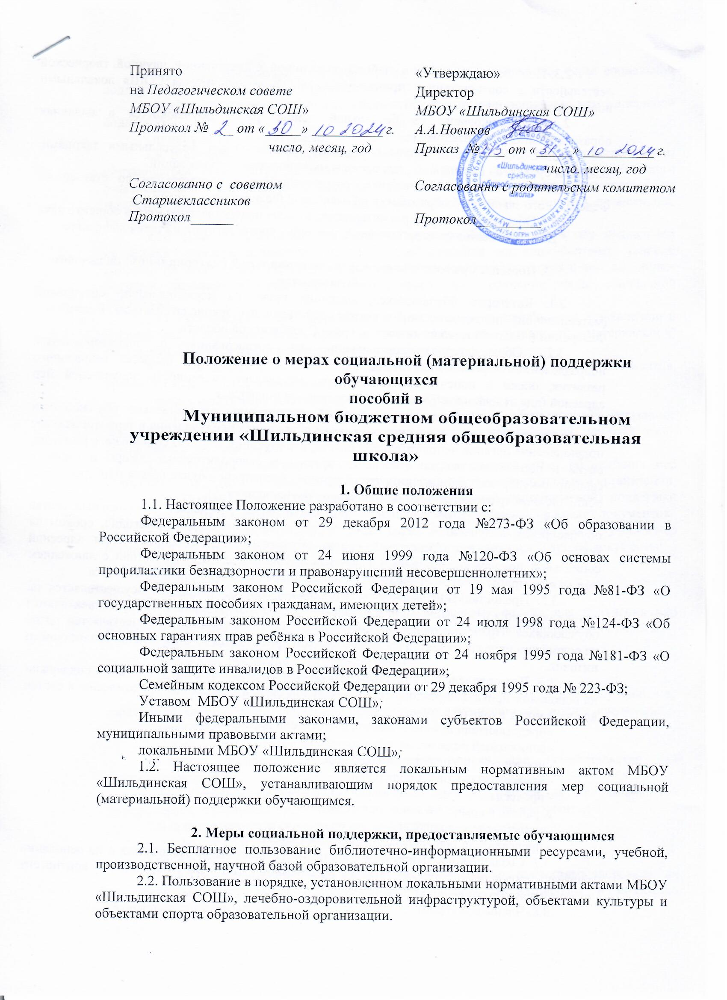 Принято
на Педагогическом совете
МБОУ «Шильдинская СОШ»
Протокол № 2 от «30» 10 2024 г.
число, месяц, год
Согласованно с советом
Старшеклассников
Протокол______
«Утверждаю»
Директор
МБОУ «Шильдинская СОШ»
А.А.Новиков
Приказ № от «31» 10 2024 г.
число, месяц, год
Согласованно с родительским комитетом
Протокол_________
«Шильдинская
средняя
общеобразовательная
школа»
Положение о мерах социальной (материальной) поддержки
обучающихся
пособий в
Муниципальном бюджетном общеобразовательном
учреждении «Шильдинская средняя общеобразовательная
школа»
1. Общие положения
1.1. Настоящее Положение разработано в соответствии с:
Федеральным законом от 29 декабря 2012 года №273-ФЗ «Об образовании в
Российской Федерации»;
Федеральным законом от 24 июня 1999 года №120-ФЗ «Об основах системы
профилактики безнадзорности и правонарушений несовершеннолетних»;
Федеральным законом Российской Федерации от 19 мая 1995 года №81-ФЗ «О
государственных пособиях гражданам, имеющих детей»;
Федеральным законом Российской Федерации от 24 июля 1998 года №124-ФЗ «Об
основных гарантиях прав ребёнка в Российской Федерации»;
Федеральным законом Российской Федерации от 24 ноября 1995 года №181-ФЗ «О
социальной защите инвалидов в Российской Федерации»;
Семейным кодексом Российской Федерации от 29 декабря 1995 года № 223-ФЗ;
Уставом МБОУ «Шильдинская СОШ»;
Иными федеральными законами, законами субъектов Российской Федерации,
муниципальными правовыми актами;
локальными МБОУ «Шильдинская СОШ»;
1.2. Настоящее положение является локальным нормативным актом МБОУ
«Шильдинская СОШ», устанавливающим порядок предоставления мер социальной
(материальной) поддержки обучающимся.
2. Меры социальной поддержки, предоставляемые обучающимся
2.1. Бесплатное пользование библиотечно-информационными ресурсами, учебной,
производственной, научной базой образовательной организации.
2.2. Пользование в порядке, установленном локальными нормативными актами МБОУ
«Шильдинская СОШ», лечебно-оздоровительной инфраструктурой, объектами культуры и
объектами спорта образовательной организации.